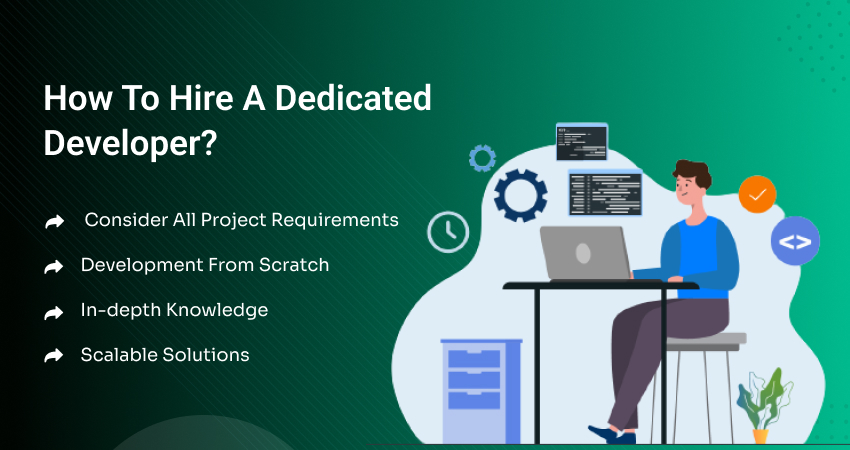 How To Hire A Dedicated
Developer?
Consider All Project Requirements
Development From Scratch
In-depth Knowledge
Scalable Solutions
<>